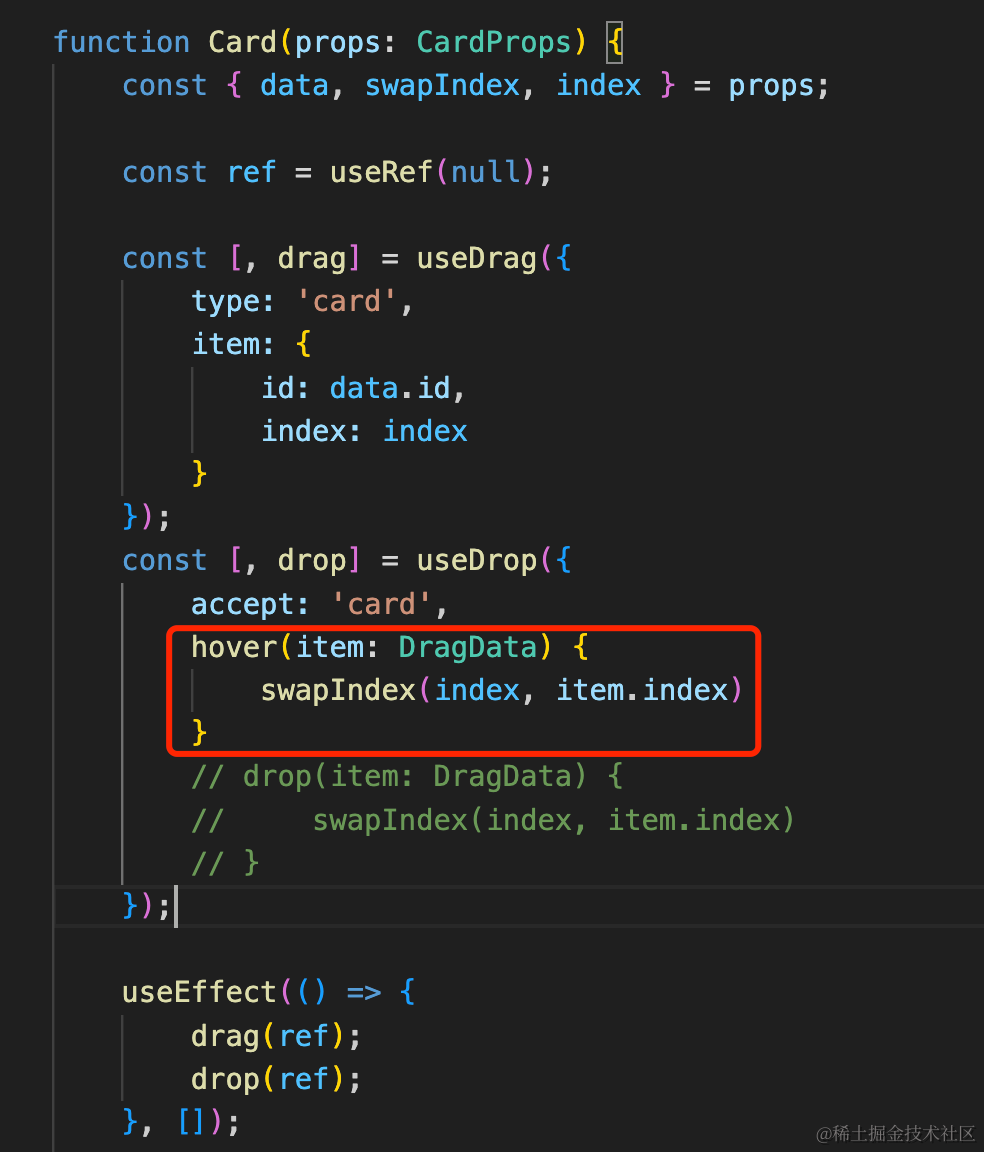 function Card(props: CardProps) {
    const { data, swapIndex, index } = props;

    const ref = useRef(null);

    const [, drag] = useDrag({
        type: 'card',
        item: {
            id: data.id,
            index: index
        }
    });
    const [, drop] = useDrop({
        accept: 'card',
        hover(item: DragData) {
            swapIndex(index, item.index)
        }
        // drop(item: DragData) {
        //     swapIndex(index, item.index)
        // }
    });

    useEffect(() => {
        drag(ref);
        drop(ref);
    }, []);
@稀土掘金技术社区